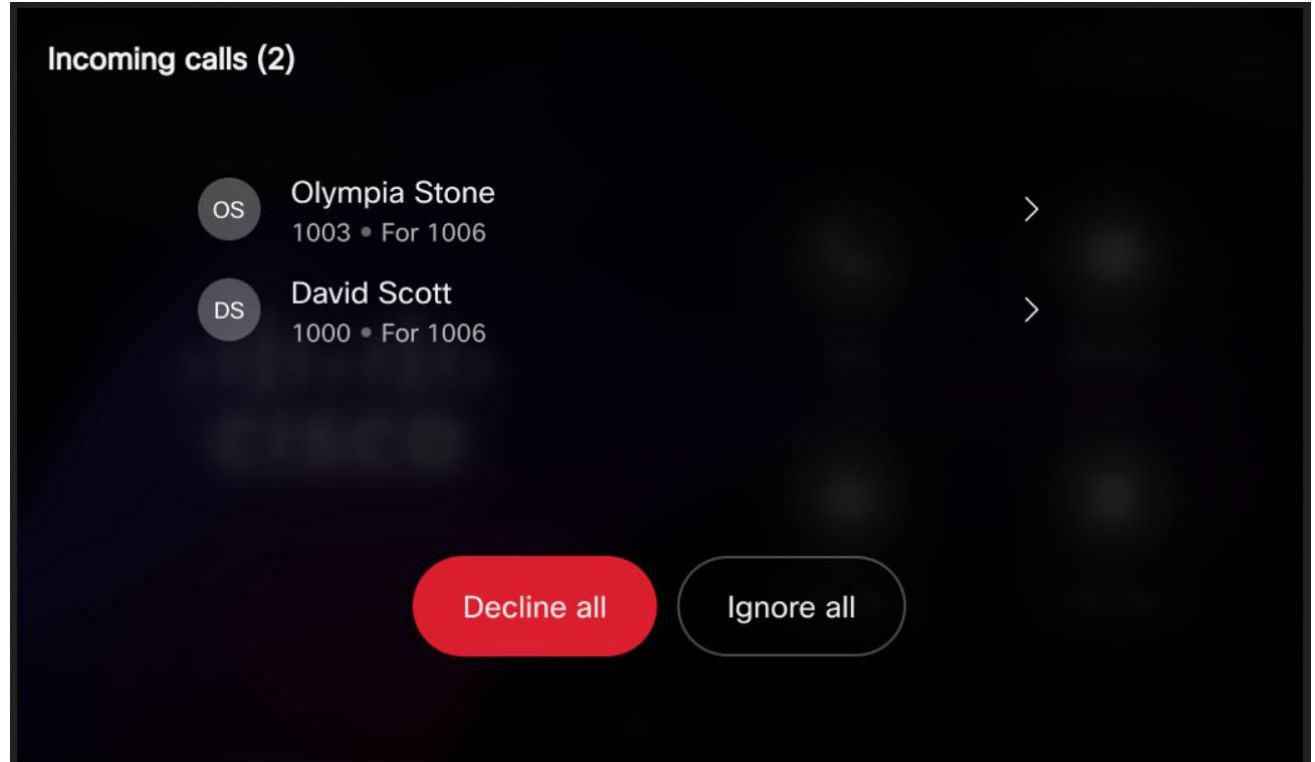 Incoming calls (2)
OS
Olympia Stone
1003 • For 1006
DS
David Scott
1000 • For 1006
CISCO
Decline all
Ignore all